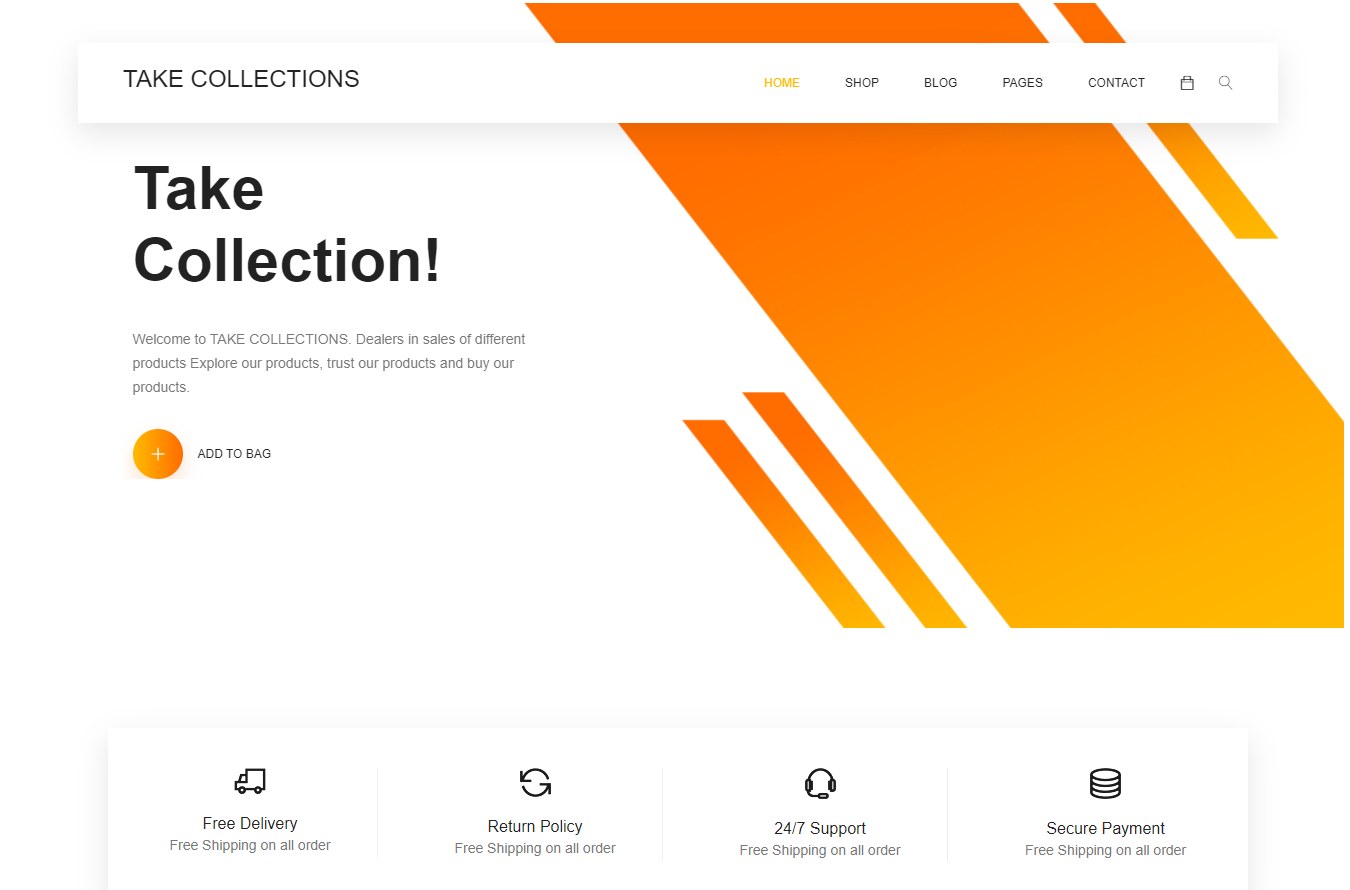 TAKE COLLECTIONS
HOME SHOP BLOG PAGES CONTACT
Take
Collection!
Welcome to TAKE COLLECTIONS. Dealers in sales of different
products Explore our products, trust our products and buy our
products.
ADD TO BAG
Free Delivery
Free Shipping on all order
Return Policy
Free Shipping on all order
24/7 Support
Free Shipping on all order
Secure Payment
Free Shipping on all order